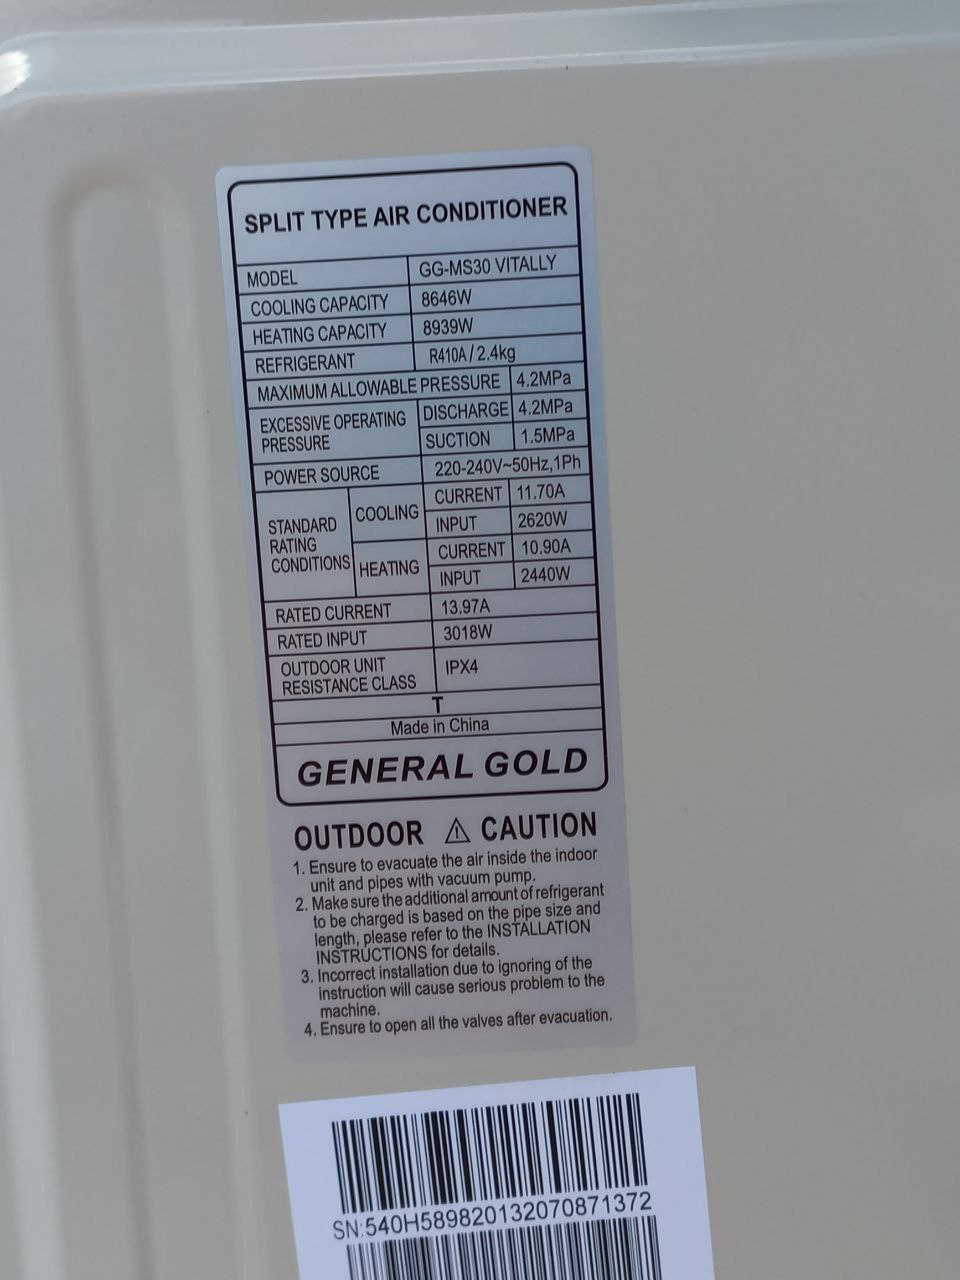 SPLIT TYPE AIR CONDITIONER
MODEL GG-MS30 VITALLY
COOLING CAPACITY 8646W
HEATING CAPACITY 8939W
REFRIGERANT R410A / 2.4kg
MAXIMUM ALLOWABLE PRESSURE 4.2MPa
EXCESSIVE OPERATING PRESSURE DISCHARGE 4.2MPa
SUCTION 1.5MPa
POWER SOURCE 220-240V~50Hz,1Ph
STANDARD RATING CONDITIONS COOLING CURRENT 11.70A
INPUT 2620W
HEATING CURRENT 10.90A
INPUT 2440W
RATED CURRENT 13.97A
RATED INPUT 3018W
OUTDOOR UNIT RESISTANCE CLASS IPX4
T
Made in China
GENERAL GOLD
OUTDOOR ⚠ CAUTION
1. Ensure to evacuate the air inside the indoor
unit and pipes with vacuum pump.
2. Make sure the additional amount of refrigerant
to be charged is based on the pipe size and
length, please refer to the INSTALLATION
INSTRUCTIONS for details.
3. Incorrect installation due to ignoring of the
instruction will cause serious problem to the
machine.
4. Ensure to open all the valves after evacuation.
SN:540H589820132070871372